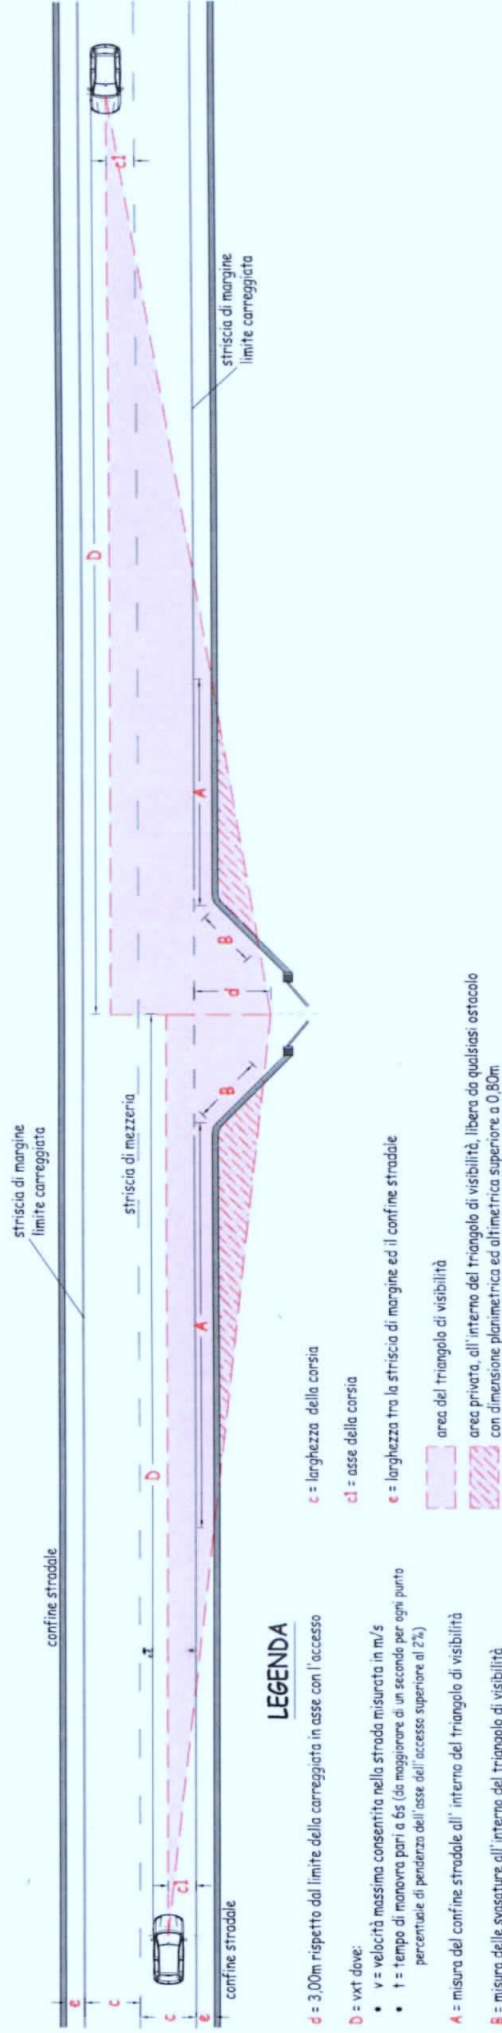 striscia di margine
limite carreggiata
confine stradale
striscia di mezzeria
striscia di margine
limite carreggiata
confine stradale
e
c
c
e
c1
c1
D
D
A
A
B
B
d
LEGENDA
d = 3,00m rispetto dal limite della carreggiata in asse con l'accesso
D = vxt dove:
• v = velocità massima consentita nella strada misurata in m/s
• t = tempo di manovra pari a 6s (da maggiorare di un secondo per ogni punto
percentuale di pendenza dell'asse dell'accesso superiore al 2%)
A = misura del confine stradale all' interno del triangolo di visibilità
B = misura delle svasature all'interno del triangolo di visibilità
c = larghezza della corsia
c1 = asse della corsia
e = larghezza tra la striscia di margine ed il confine stradale
area del triangolo di visibilità
area privata, all'interno del triangolo di visibilità, libera da qualsiasi ostacolo
con dimensione planimetrica ed altimetrica superiore a 0,80m